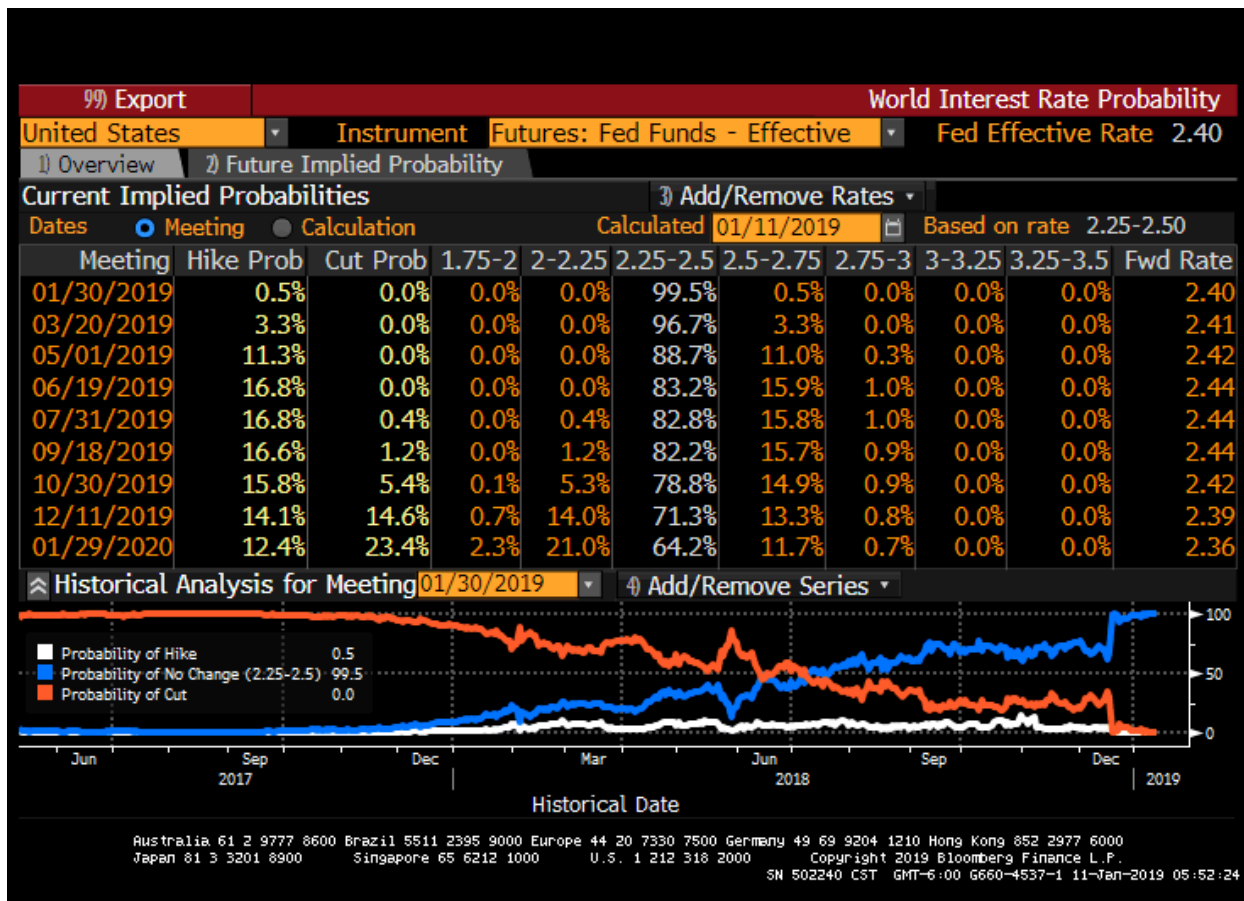 99) Export World Interest Rate Probability
United States Instrument Futures: Fed Funds - Effective Fed Effective Rate 2.40
1) Overview 2) Future Implied Probability
Current Implied Probabilities 3) Add/Remove Rates
Dates Meeting Calculation Calculated 01/11/2019 Based on rate 2.25-2.50
Meeting Hike Prob Cut Prob 1.75-2 2-2.25 2.25-2.5 2.5-2.75 2.75-3 3-3.25 3.25-3.5 Fwd Rate
01/30/2019 0.5% 0.0% 0.0% 0.0% 99.5% 0.5% 0.0% 0.0% 0.0% 2.40
03/20/2019 3.3% 0.0% 0.0% 0.0% 96.7% 3.3% 0.0% 0.0% 0.0% 2.41
05/01/2019 11.3% 0.0% 0.0% 0.0% 88.7% 11.0% 0.3% 0.0% 0.0% 2.42
06/19/2019 16.8% 0.0% 0.0% 0.0% 83.2% 15.9% 1.0% 0.0% 0.0% 2.44
07/31/2019 16.8% 0.4% 0.0% 0.4% 82.8% 15.8% 1.0% 0.0% 0.0% 2.44
09/18/2019 16.6% 1.2% 0.0% 1.2% 82.2% 15.7% 0.9% 0.0% 0.0% 2.44
10/30/2019 15.8% 5.4% 0.1% 5.3% 78.8% 14.9% 0.9% 0.0% 0.0% 2.42
12/11/2019 14.1% 14.6% 0.7% 14.0% 71.3% 13.3% 0.8% 0.0% 0.0% 2.39
01/29/2020 12.4% 23.4% 2.3% 21.0% 64.2% 11.7% 0.7% 0.0% 0.0% 2.36
Historical Analysis for Meeting 01/30/2019 4) Add/Remove Series
100
Probability of Hike 0.5
Probability of No Change (2.25-2.5) 99.5
50
Probability of Cut 0.0
0
Jun Sep Dec Mar Jun Sep Dec
2017 2018 2019
Historical Date
Australia 61 2 9777 8600 Brazil 5511 2395 9000 Europe 44 20 7330 7500 Germany 49 69 9204 1210 Hong Kong 852 2977 6000
Japan 81 3 3201 8900 Singapore 65 6212 1000 U.S. 1 212 318 2000 Copyright 2019 Bloomberg Finance L.P.
SN 502240 CST GMT-6:00 G660-4537-1 11-Jan-2019 05:52:24